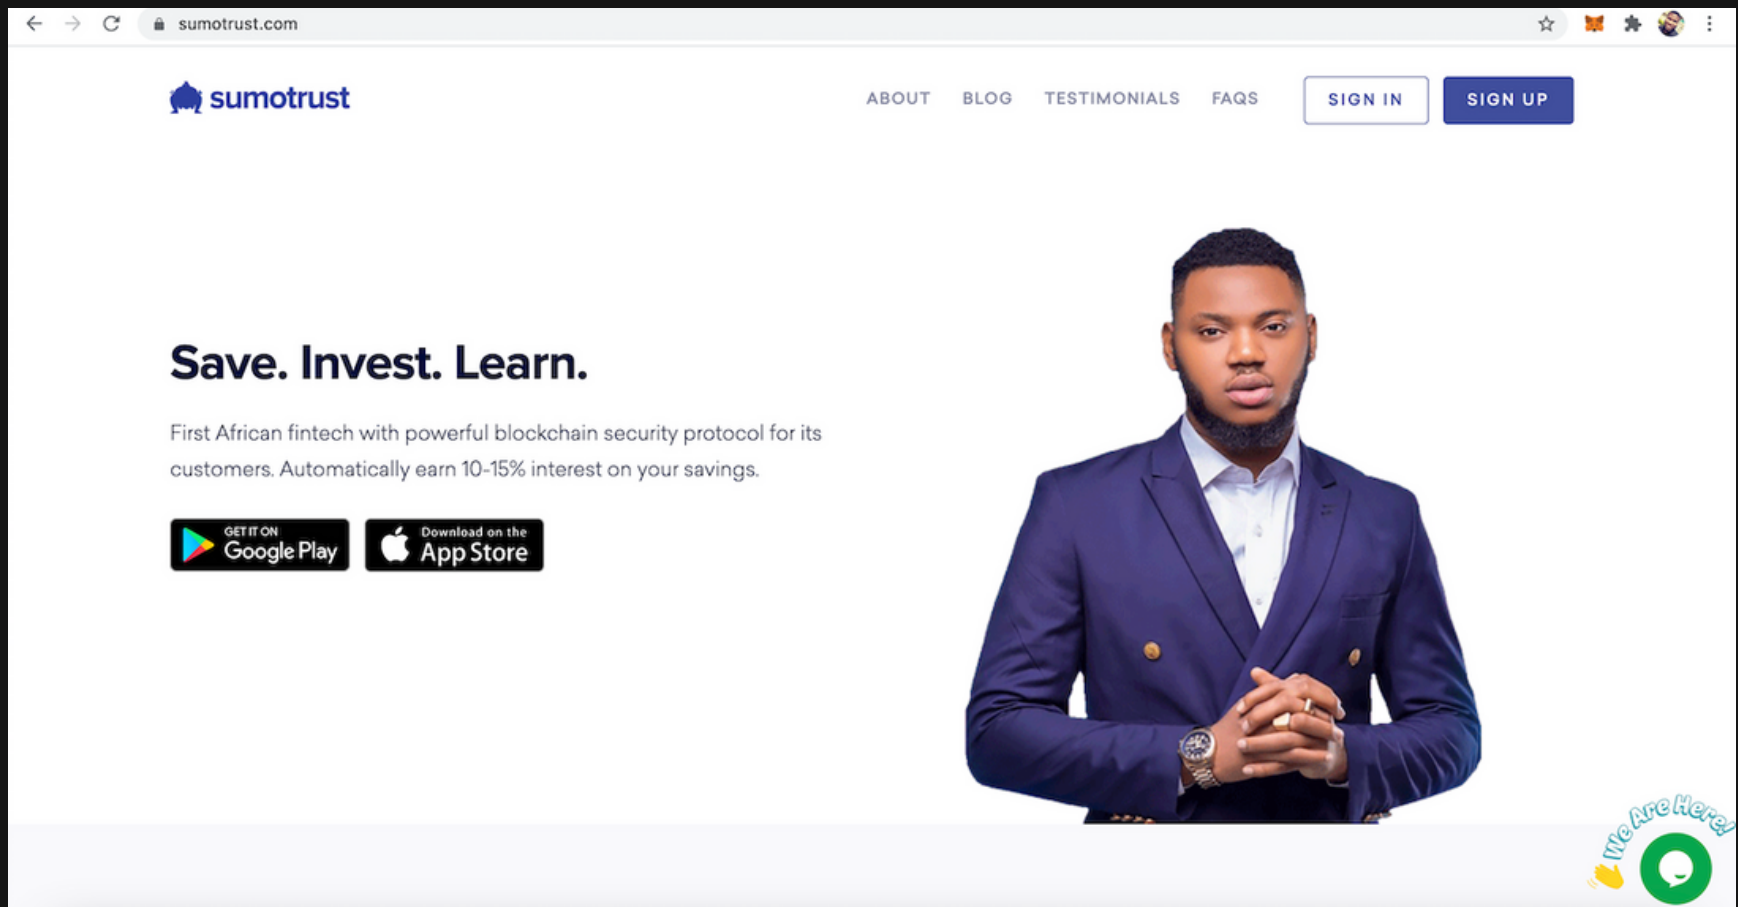 sumotrust.com
sumotrust
ABOUT BLOG TESTIMONIALS FAQS SIGN IN SIGN UP
Save. Invest. Learn.
First African fintech with powerful blockchain security protocol for its
customers. Automatically earn 10-15% interest on your savings.
GET IT ON
Google Play
Download on the
App Store
We Are Here!